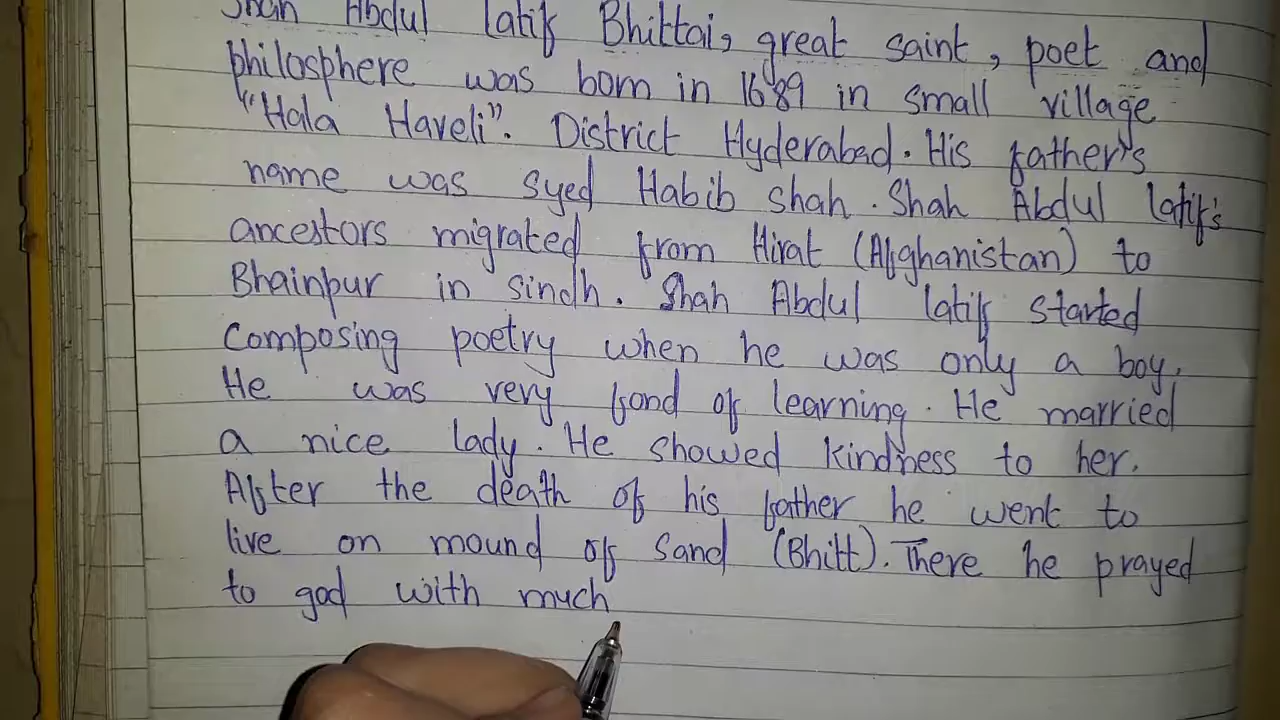 Shah Abdul latif Bhittai, great saint, poet and
philosphere was born in 1689 in small village
"Hala Haveli". District Hyderabad. His father's
name was syed Habib shah. Shah Abdul latif's
ancestors migrated from Hirat (Afghanistan) to
Bhainpur in sindh. Shah Abdul latif started
Composing poetry when he was only a boy.
He was very fond of learning. He married
a nice lady. He showed kindness to her.
After the death of his father he went to
live on mound of sand (Bhitt). There he prayed
to god with much